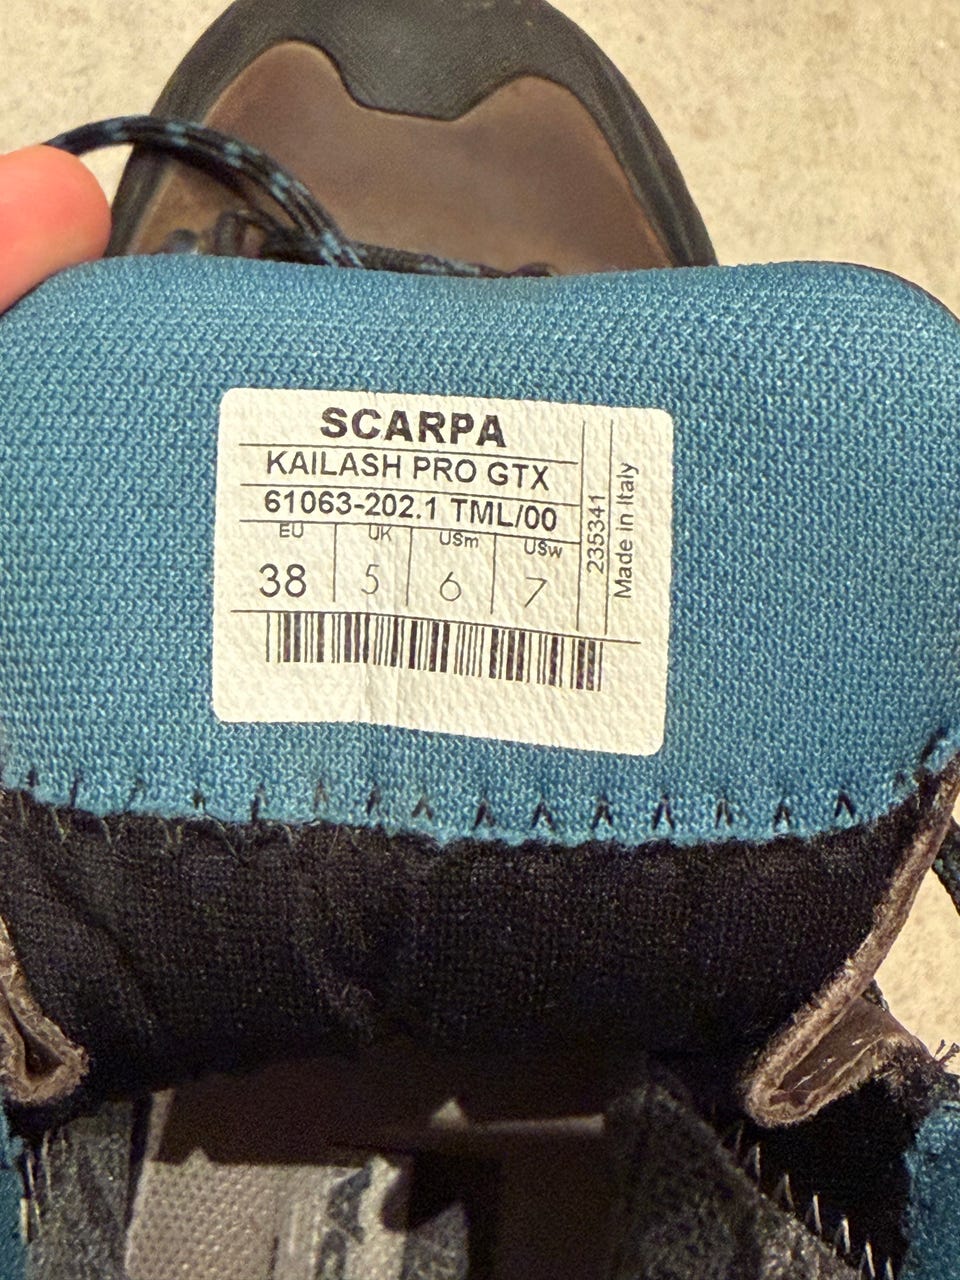 SCARPA
KAILASH PRO GTX
61063-202.1 TML/00
EU UK USm USw
38 5 6 7
235341
Made in Italy